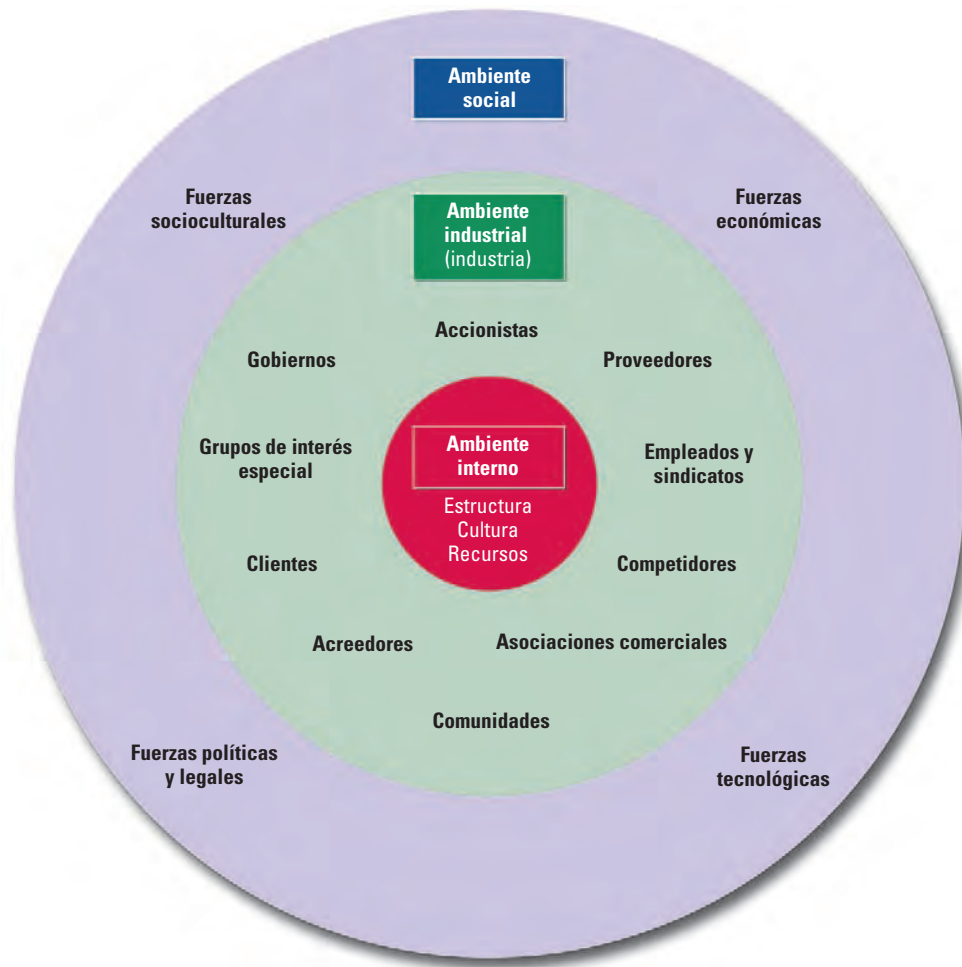 Ambiente
social
Fuerzas
socioculturales
Fuerzas
económicas
Ambiente
industrial
(industria)
Accionistas
Gobiernos
Proveedores
Grupos de interés
especial
Ambiente
interno
Estructura
Cultura
Recursos
Empleados y
sindicatos
Clientes
Competidores
Acreedores
Asociaciones comerciales
Comunidades
Fuerzas políticas
y legales
Fuerzas
tecnológicas